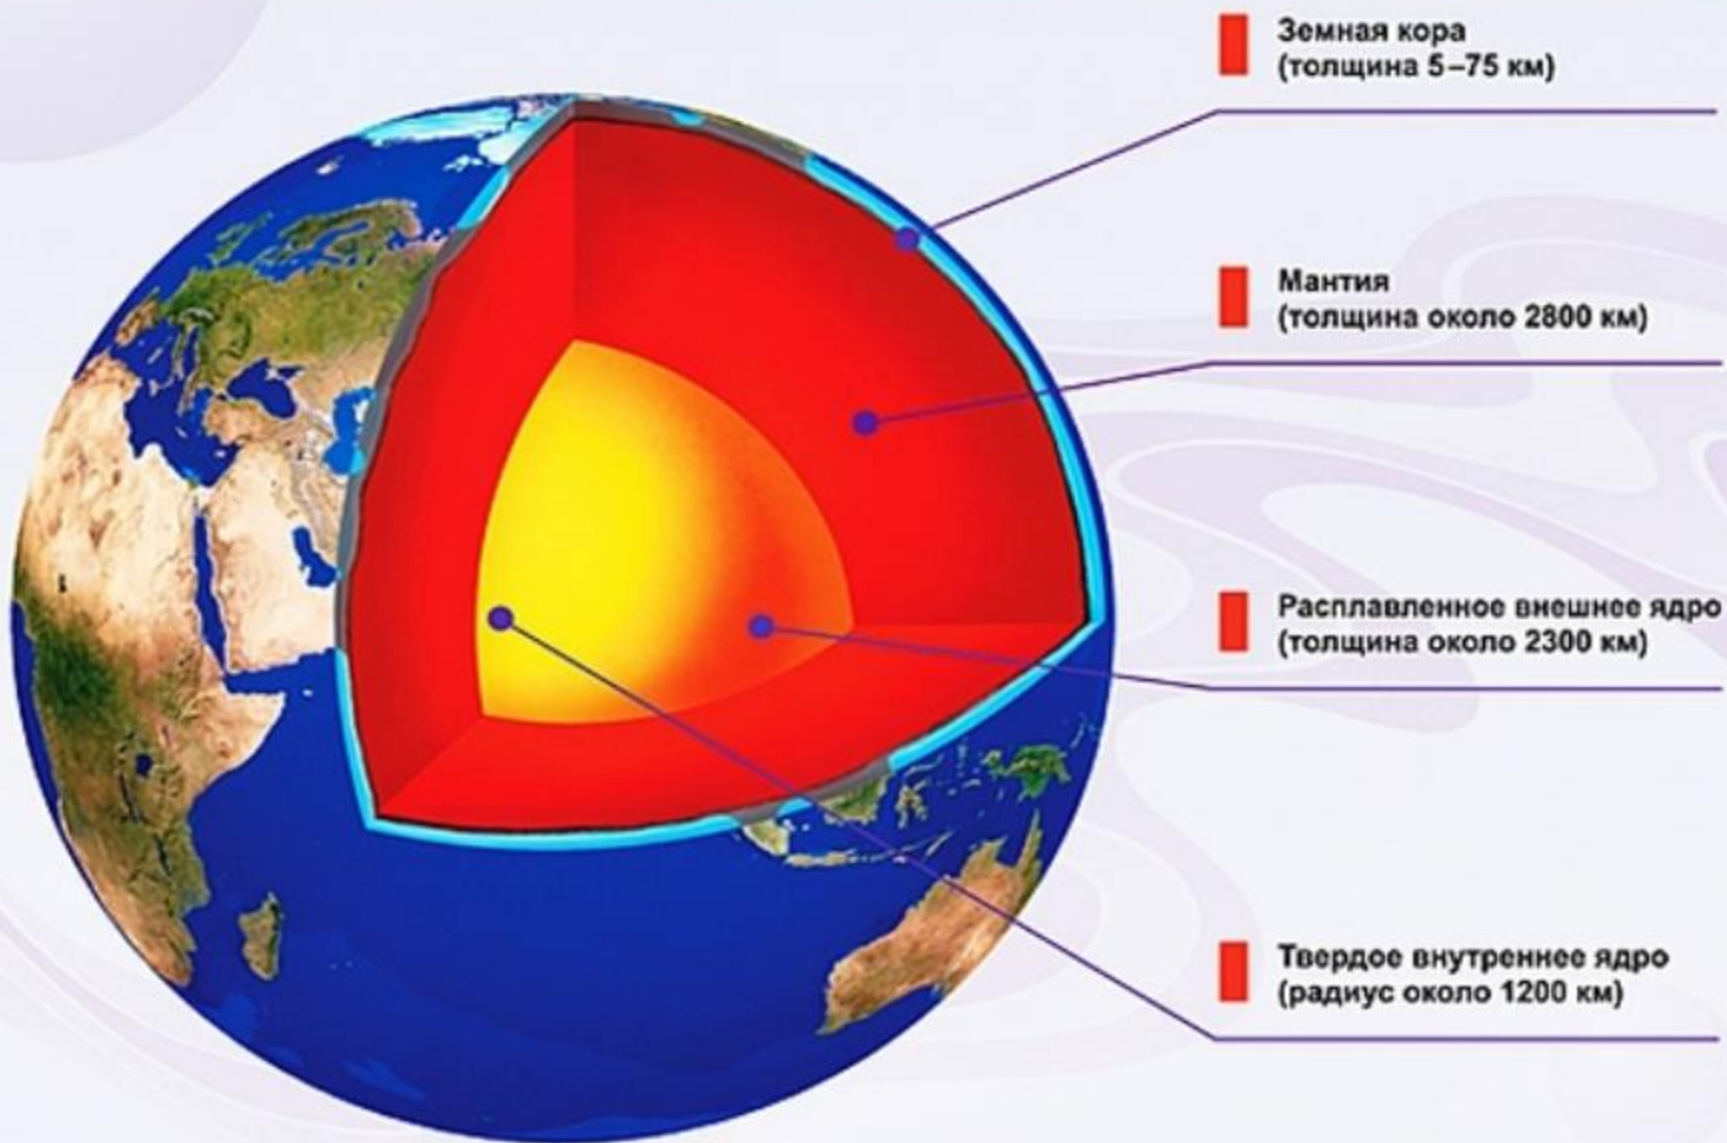 Земная кора
(толщина 5–75 км)
Мантия
(толщина около 2800 км)
Расплавленное внешнее ядро
(толщина около 2300 км)
Твердое внутреннее ядро
(радиус около 1200 км)